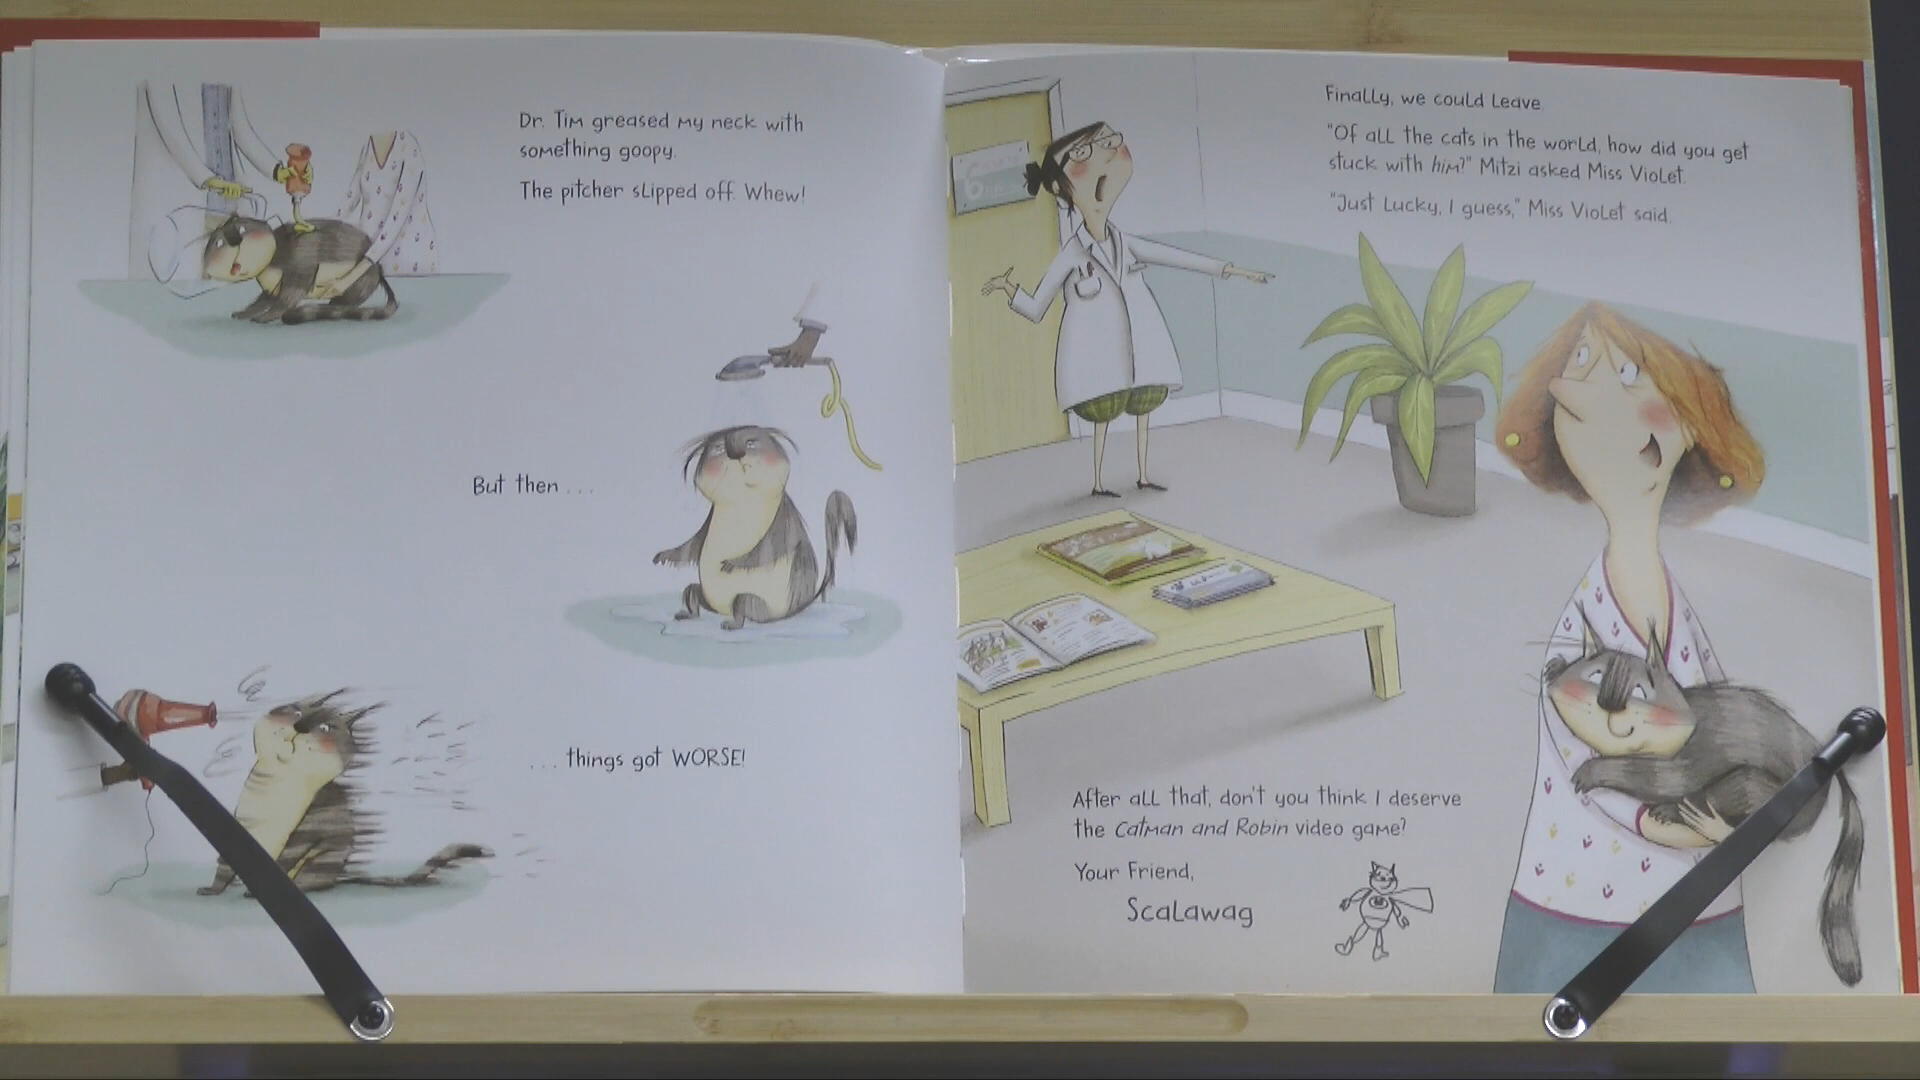 Dr. Tim greased my neck with
something goopy.
The pitcher slipped off. Whew!
But then . . .
. . . things got WORSE!
Finally, we could leave.
"Of all the cats in the world, how did you get
stuck with him?" Mitzi asked Miss Violet.
"Just lucky, I guess," Miss Violet said.
6
After all that, don't you think I deserve
the Catman and Robin video game?
Your Friend,
Scalawag